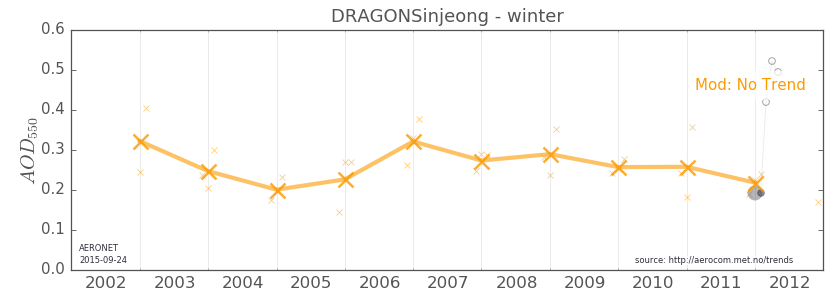 DRAGONSinjeong - winter
0.6
0.5
0.4
0.3
0.2
0.1
0.0
AOD550
Mod: No Trend
AERONET
2015-09-24
source: http://aerocom.met.no/trends
2002 2003 2004 2005 2006 2007 2008 2009 2010 2011 2012